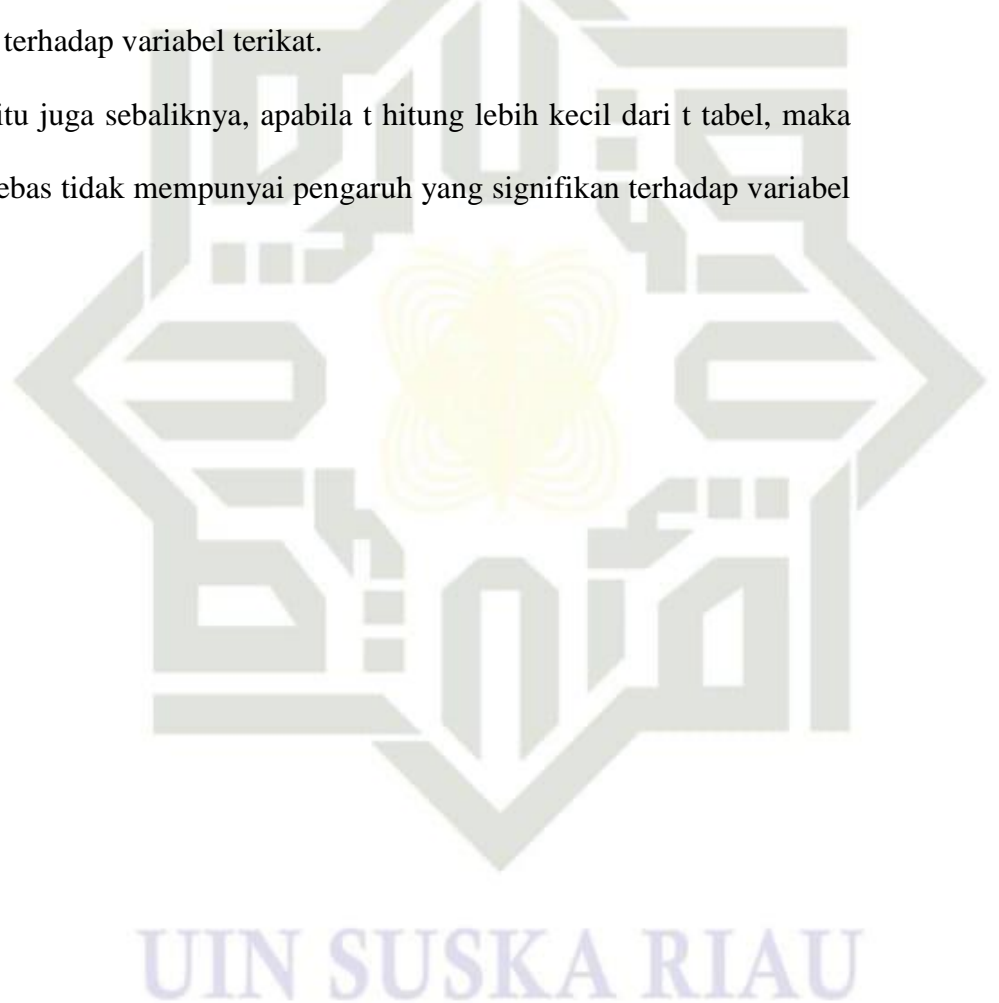 terhadap variabel terikat.
itu juga sebaliknya, apabila t hitung lebih kecil dari t tabel, maka
ebas tidak mempunyai pengaruh yang signifikan terhadap variabel
UIN SUSKA RIAU